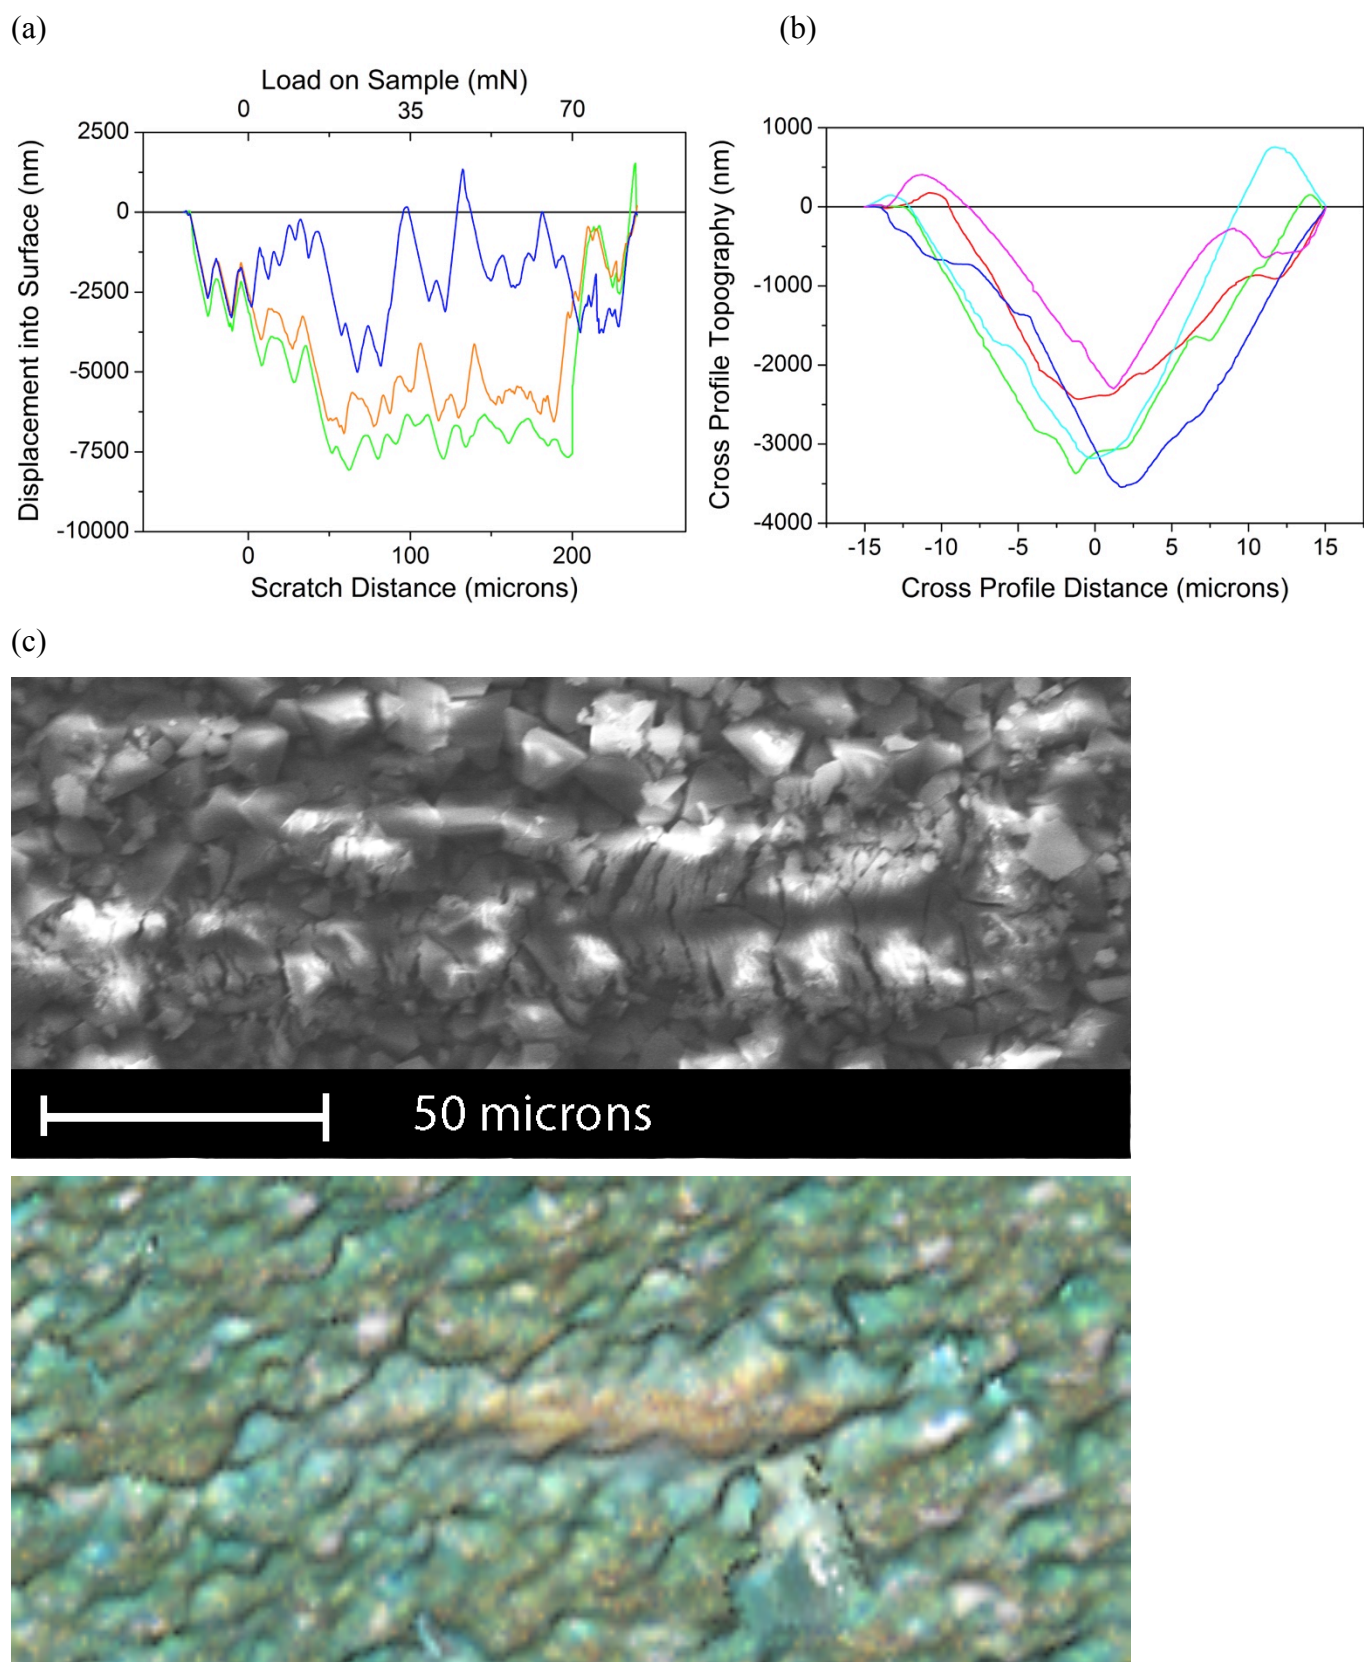 (a)
(b)
Load on Sample (mN)
0 35 70
2500
0
-2500
-5000
-7500
-10000
Displacement into Surface (nm)
0 100 200
Scratch Distance (microns)
1000
0
-1000
-2000
-3000
-4000
Cross Profile Topography (nm)
-15 -10 -5 0 5 10 15
Cross Profile Distance (microns)
(c)
50 microns